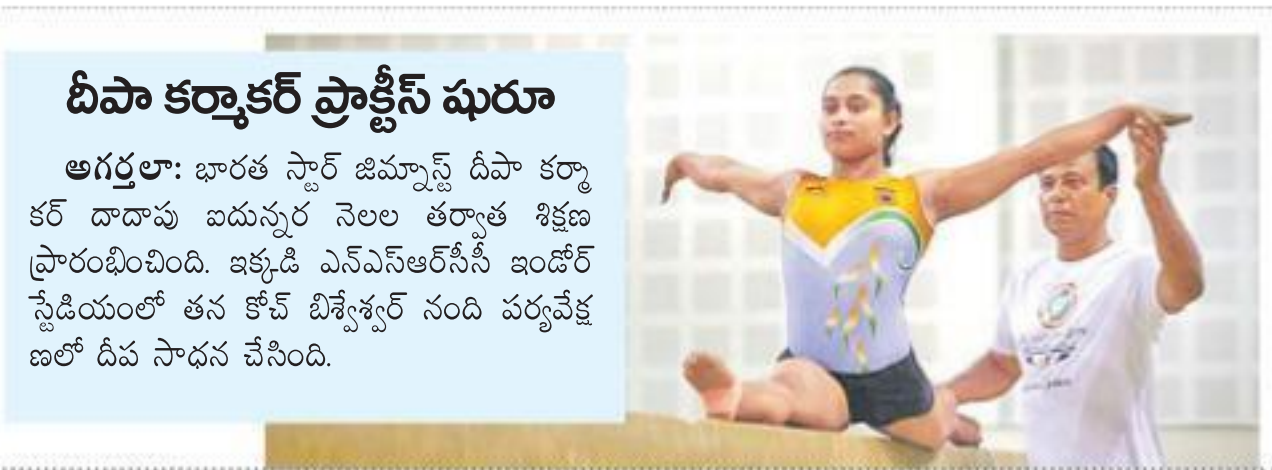 దీపా కర్మాకర్ ప్రాక్టీస్ షురూ
అగర్తలా: భారత స్టార్ జిమ్నాస్ట్ దీపా కర్మా
కర్ దాదాపు ఐదున్నర నెలల తర్వాత శిక్షణ
ప్రారంభించింది. ఇక్కడి ఎన్ఎస్ఆర్సీసీ ఇండోర్
స్టేడియంలో తన కోచ్ బిశ్వేశ్వర్ నంది పర్యవేక్ష
ణలో దీప సాధన చేసింది.